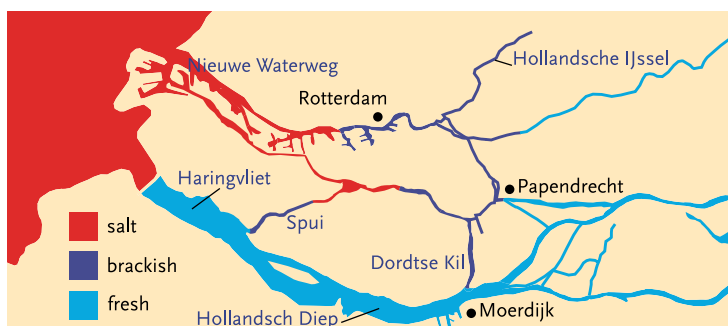 Nieuwe Waterweg
Hollandsche IJssel
Rotterdam
Haringvliet
Papendrecht
salt
Spui
brackish
Dordtse Kil
fresh
Hollandsch Diep
Moerdijk